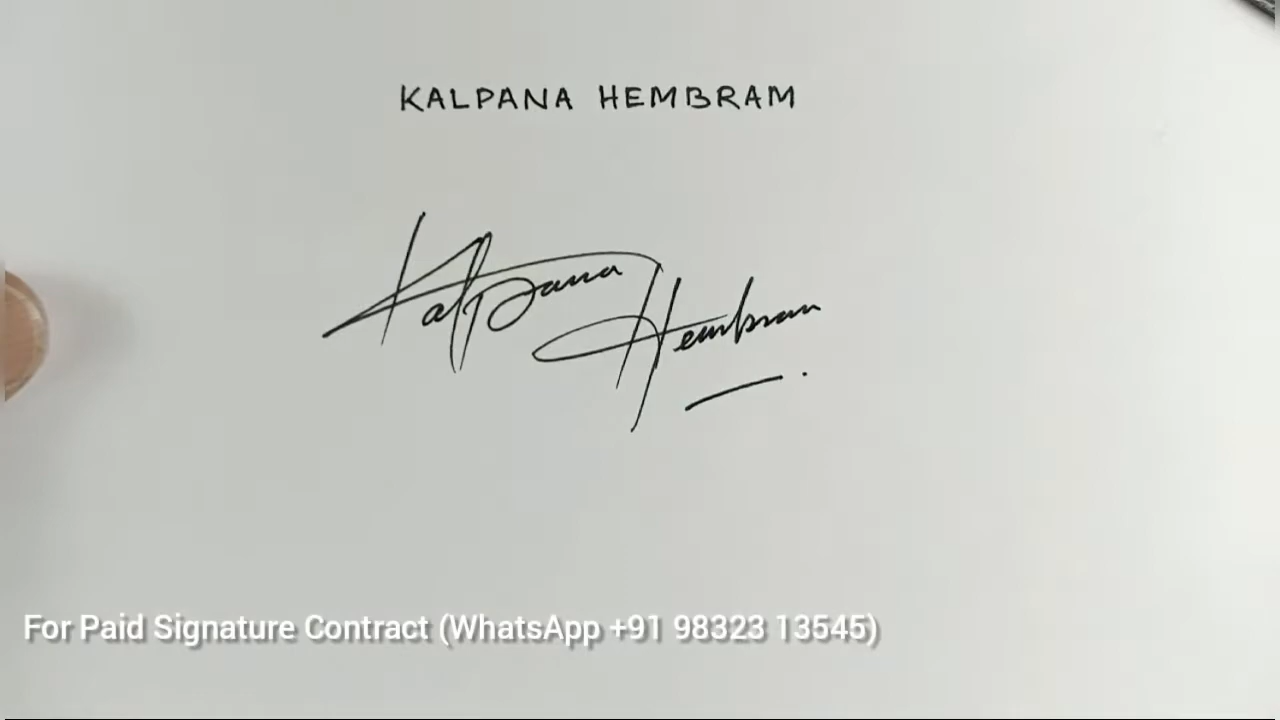 KALPANA HEMBRAM
Kalpana
Hembram
For Paid Signature Contract (WhatsApp +91 98323 13545)